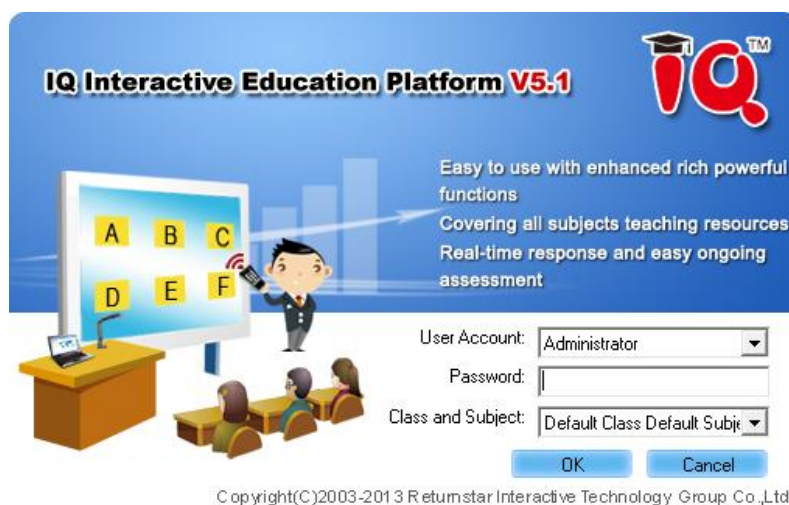 IQ Interactive Education Platform V5.1
iQ TM
Easy to use with enhanced rich powerful
functions
Covering all subjects teaching resources
Real-time response and easy ongoing
assessment
A B C
D E F
User Account: Administrator
Password:
Class and Subject: Default Class Default Subje
OK Cancel
Copyright(C)2003-2013 Returnstar Interactive Technology Group Co.,Ltd